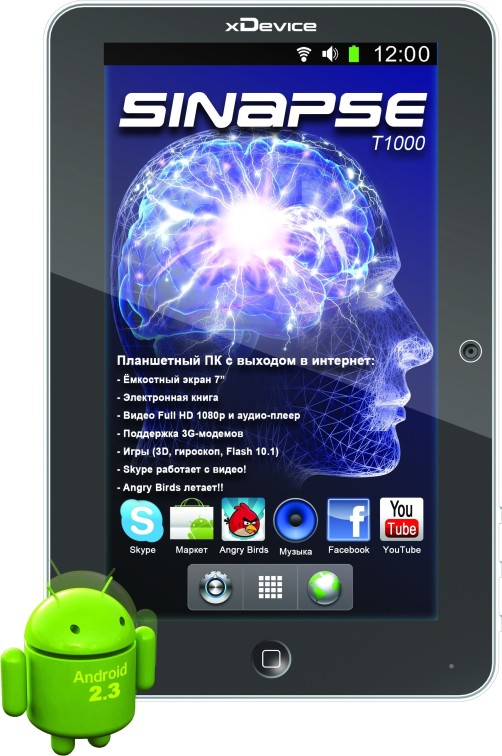 xDevice
12:00
SINAPSE
T1000
Планшетный ПК с выходом в интернет:
- Ёмкостный экран 7”
- Электронная книга
- Видео Full HD 1080p и аудио-плеер
- Поддержка 3G-модемов
- Игры (3D, гироскоп, Flash 10.1)
- Skype работает с видео!
- Angry Birds летает!!
You
Tube
Skype Маркет Angry Birds Музыка Facebook YouTube
Android
2.3